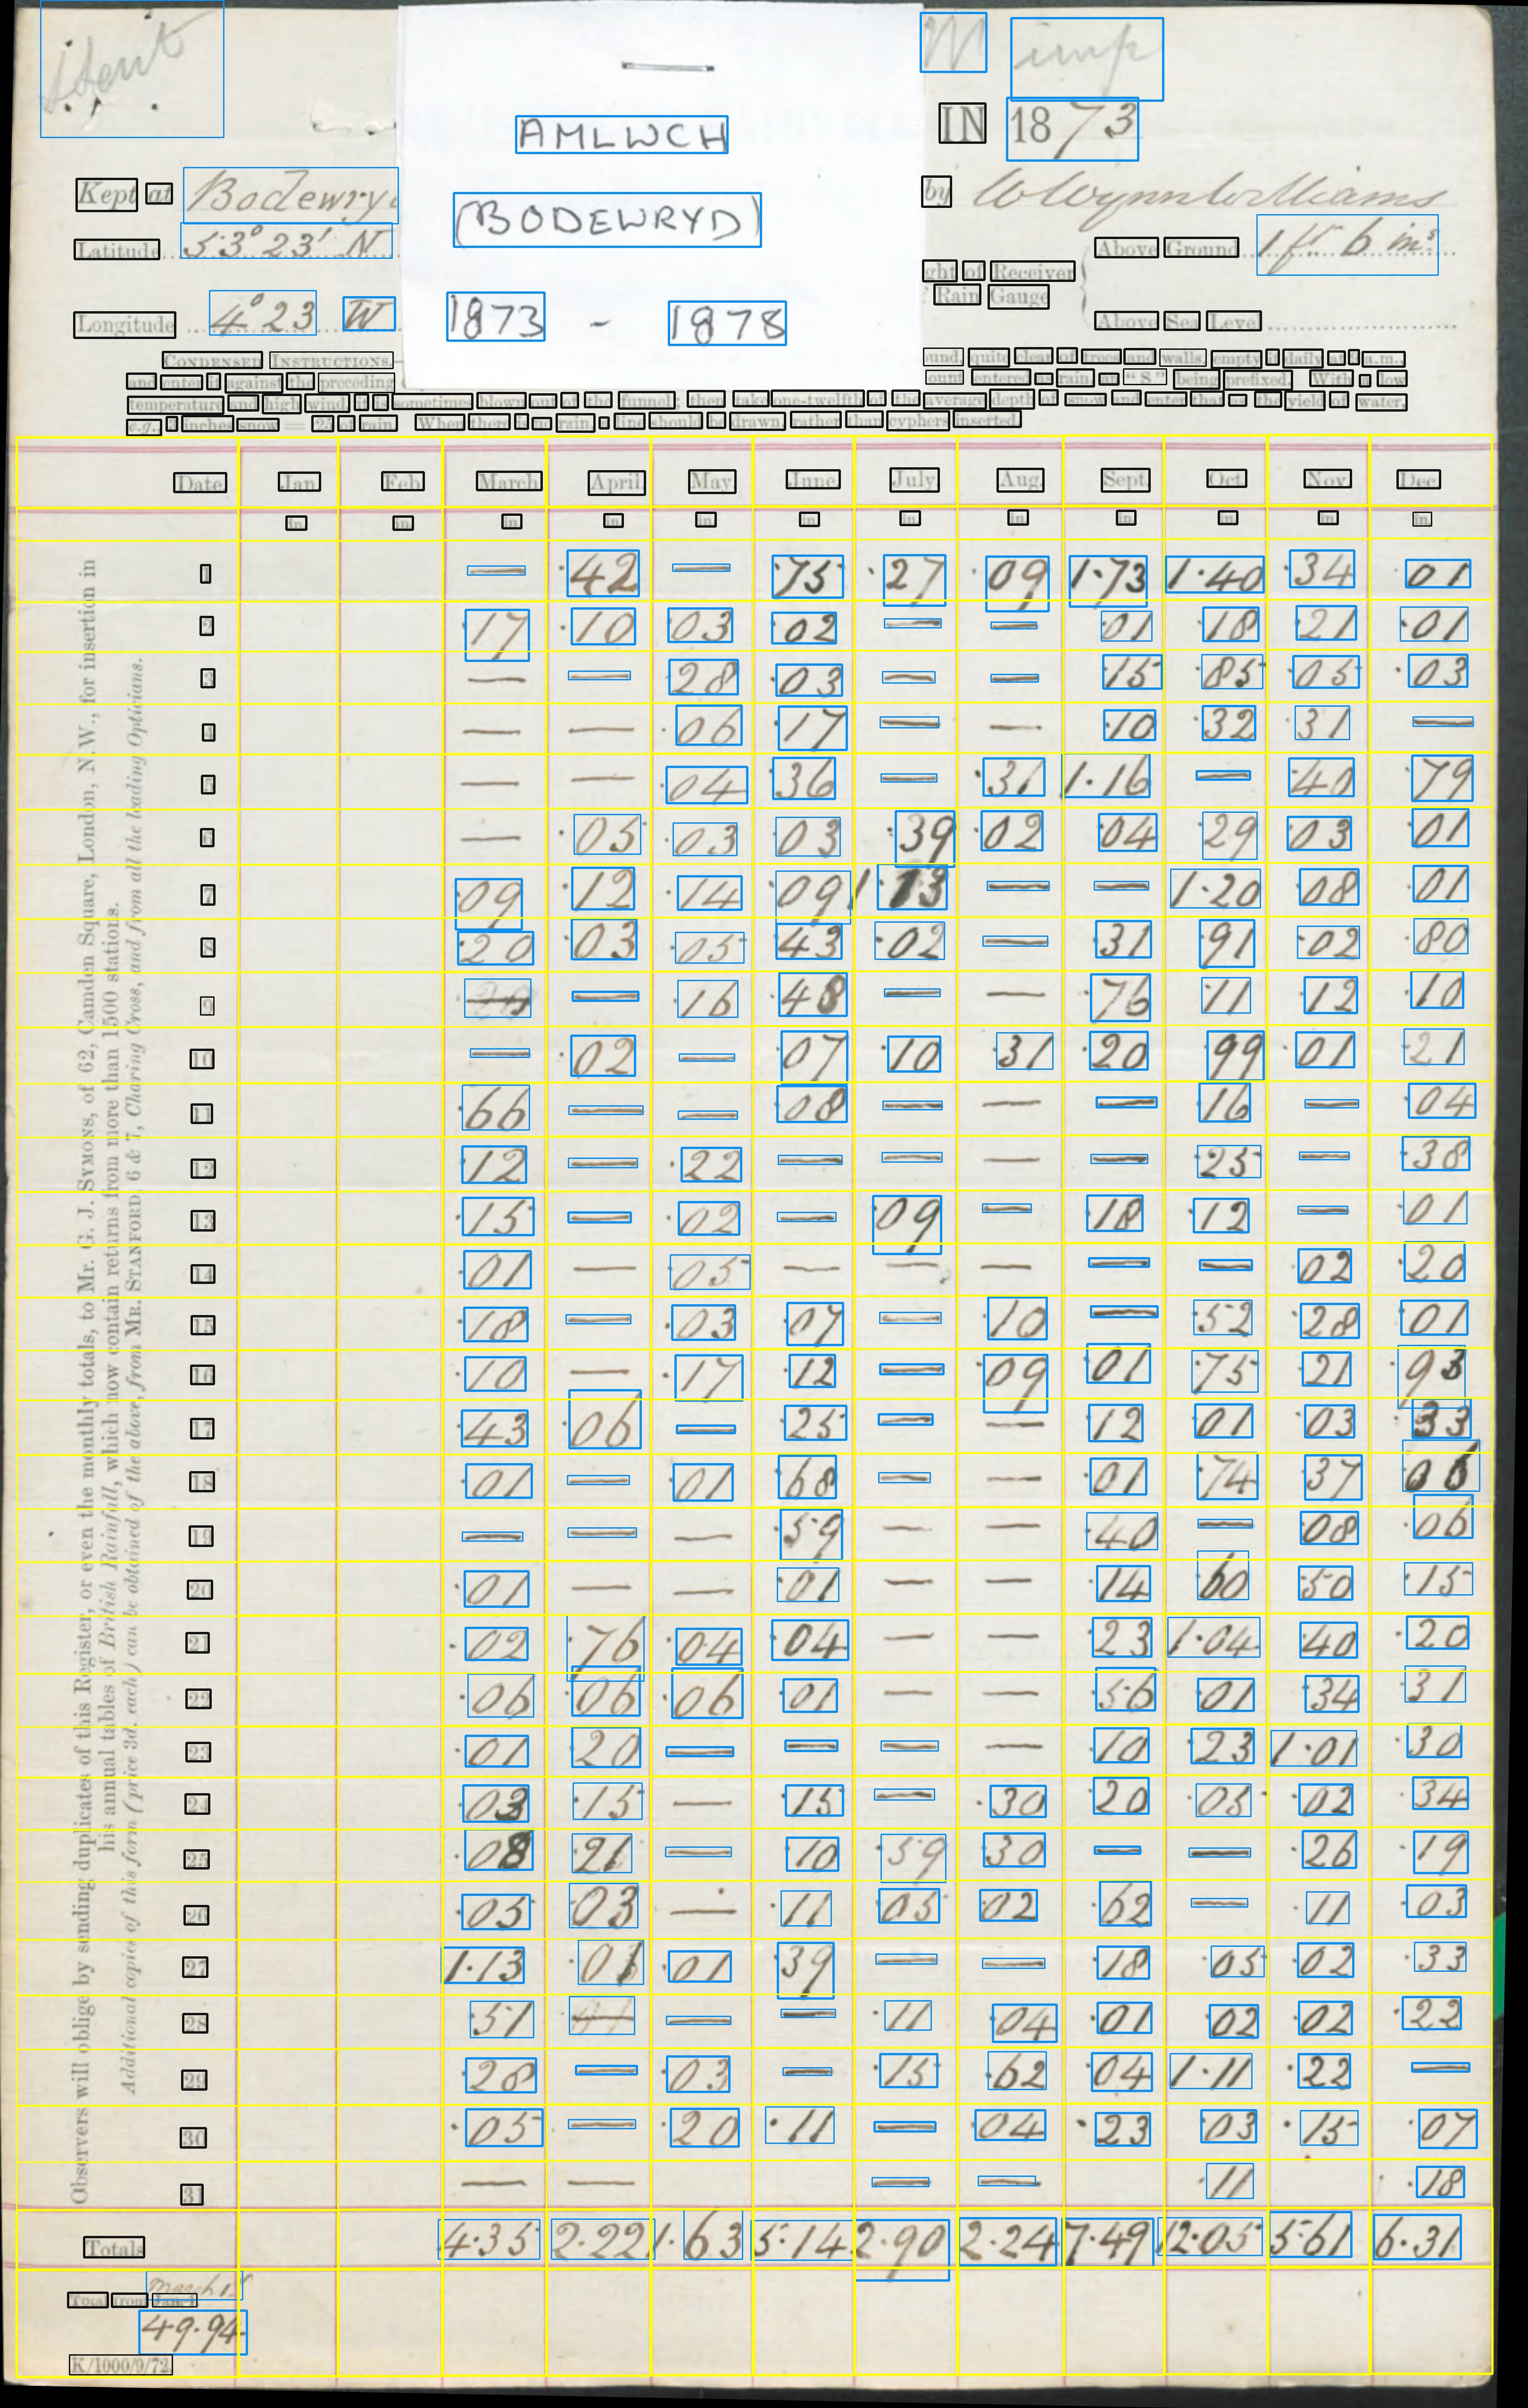 Stent
M imp
AMLWCH
IN 1873
(BODEWRYD)
Kept at Bodewry
by W Wynn Williams
Latitude 53° 23' N
Above Ground 1 ft 6 ins
ght of Receiver
Rain Gauge
Longitude 4° 23 W
1873 - 1878
Above Sea Level
CONDENSED INSTRUCTIONS— ound, quite clear of trees and walls, empty it daily at 9 a.m.,
and enter it against the preceding ount entered as rain, an "S" being prefixed. With a low
temperature and high wind, it is sometimes blown out of the funnel; then take one-twelfth of the average depth of snow and enter that as the yield of water,
e.g. 3 inches snow = .25 of rain. When there is no rain, a line should be drawn, rather than cyphers inserted.
Observers will oblige by sending duplicates of this Register, or even the monthly totals, to Mr. G. J. SYMONS, of 62, Camden Square, London, N.W., for insertion in
his annual tables of British Rainfall, which now contain returns from more than 1500 stations.
Additional copies of this form (price 3d. each) can be obtained of the above, from MR. STANFORD, 6 & 7, Charing Cross, and from all the leading Opticians.
Date Jan. Feb. March April. May. June. July. Aug. Sept. Oct. Nov. Dec.
in. in. in. in. in. in. in. in. in. in. in. in.
1 — .42 — .75 .27 .09 1.73 1.40 .34 .01
2 .17 .10 .03 .02 — — .01 .18 .21 .01
3 — — .28 .03 — — .15 .85 .05 .03
4 — — .06 .17 — — .10 .32 .31 —
5 — — .04 .36 — .31 1.16 — .40 .79
6 — .05 .03 .03 .39 .02 .04 .29 .03 .01
7 .09 .12 .14 .09 1.13 — — 1.20 .08 .01
8 .20 .03 .05 .43 .02 — .31 .91 .02 .80
9 — — .16 .48 — — .76 .11 .12 .10
10 — .02 — .07 .10 .31 .20 .99 .01 .21
11 .66 — — .08 — — — .16 — .04
12 .12 — .22 — — — — .25 — .38
13 .15 — .02 — .09 — .18 .12 — .01
14 .01 — .05 — — — — — .02 .20
15 .18 — .03 .07 — .10 — .52 .28 .01
16 .10 — .17 .12 — .09 .01 .75 .21 .93
17 .43 .06 — .25 — — .12 .01 .03 .33
18 .01 — .01 .68 — — .01 .74 .37 .06
19 — — — .59 — — .40 — .08 .06
20 .01 — — .01 — — .14 .60 .50 .15
21 .02 .76 .04 .04 — — .23 1.04 .40 .20
22 .06 .06 .06 .01 — — .56 .01 .34 .31
23 .01 .20 — — — — .10 .23 1.01 .30
24 .03 .15 — .15 — .30 .20 .05 .02 .34
25 .08 .21 — .10 .59 .30 — — .26 .19
26 .05 .03 — .11 .05 .02 .62 — .11 .03
27 1.13 .01 .01 .39 — — .18 .05 .02 .33
28 .51 — — .11 .04 .01 .02 .02 .22
29 .28 — .03 — .15 .62 .04 1.11 .22 —
30 .05 — .20 .11 — .04 .23 .03 .15 .07
31 — — — — .11 .18
Totals 4.35 2.22 1.63 5.14 2.90 2.24 7.49 12.05 5.61 6.31
March 1st
Total from Jan. 1
49.94
K/1000/9/72.